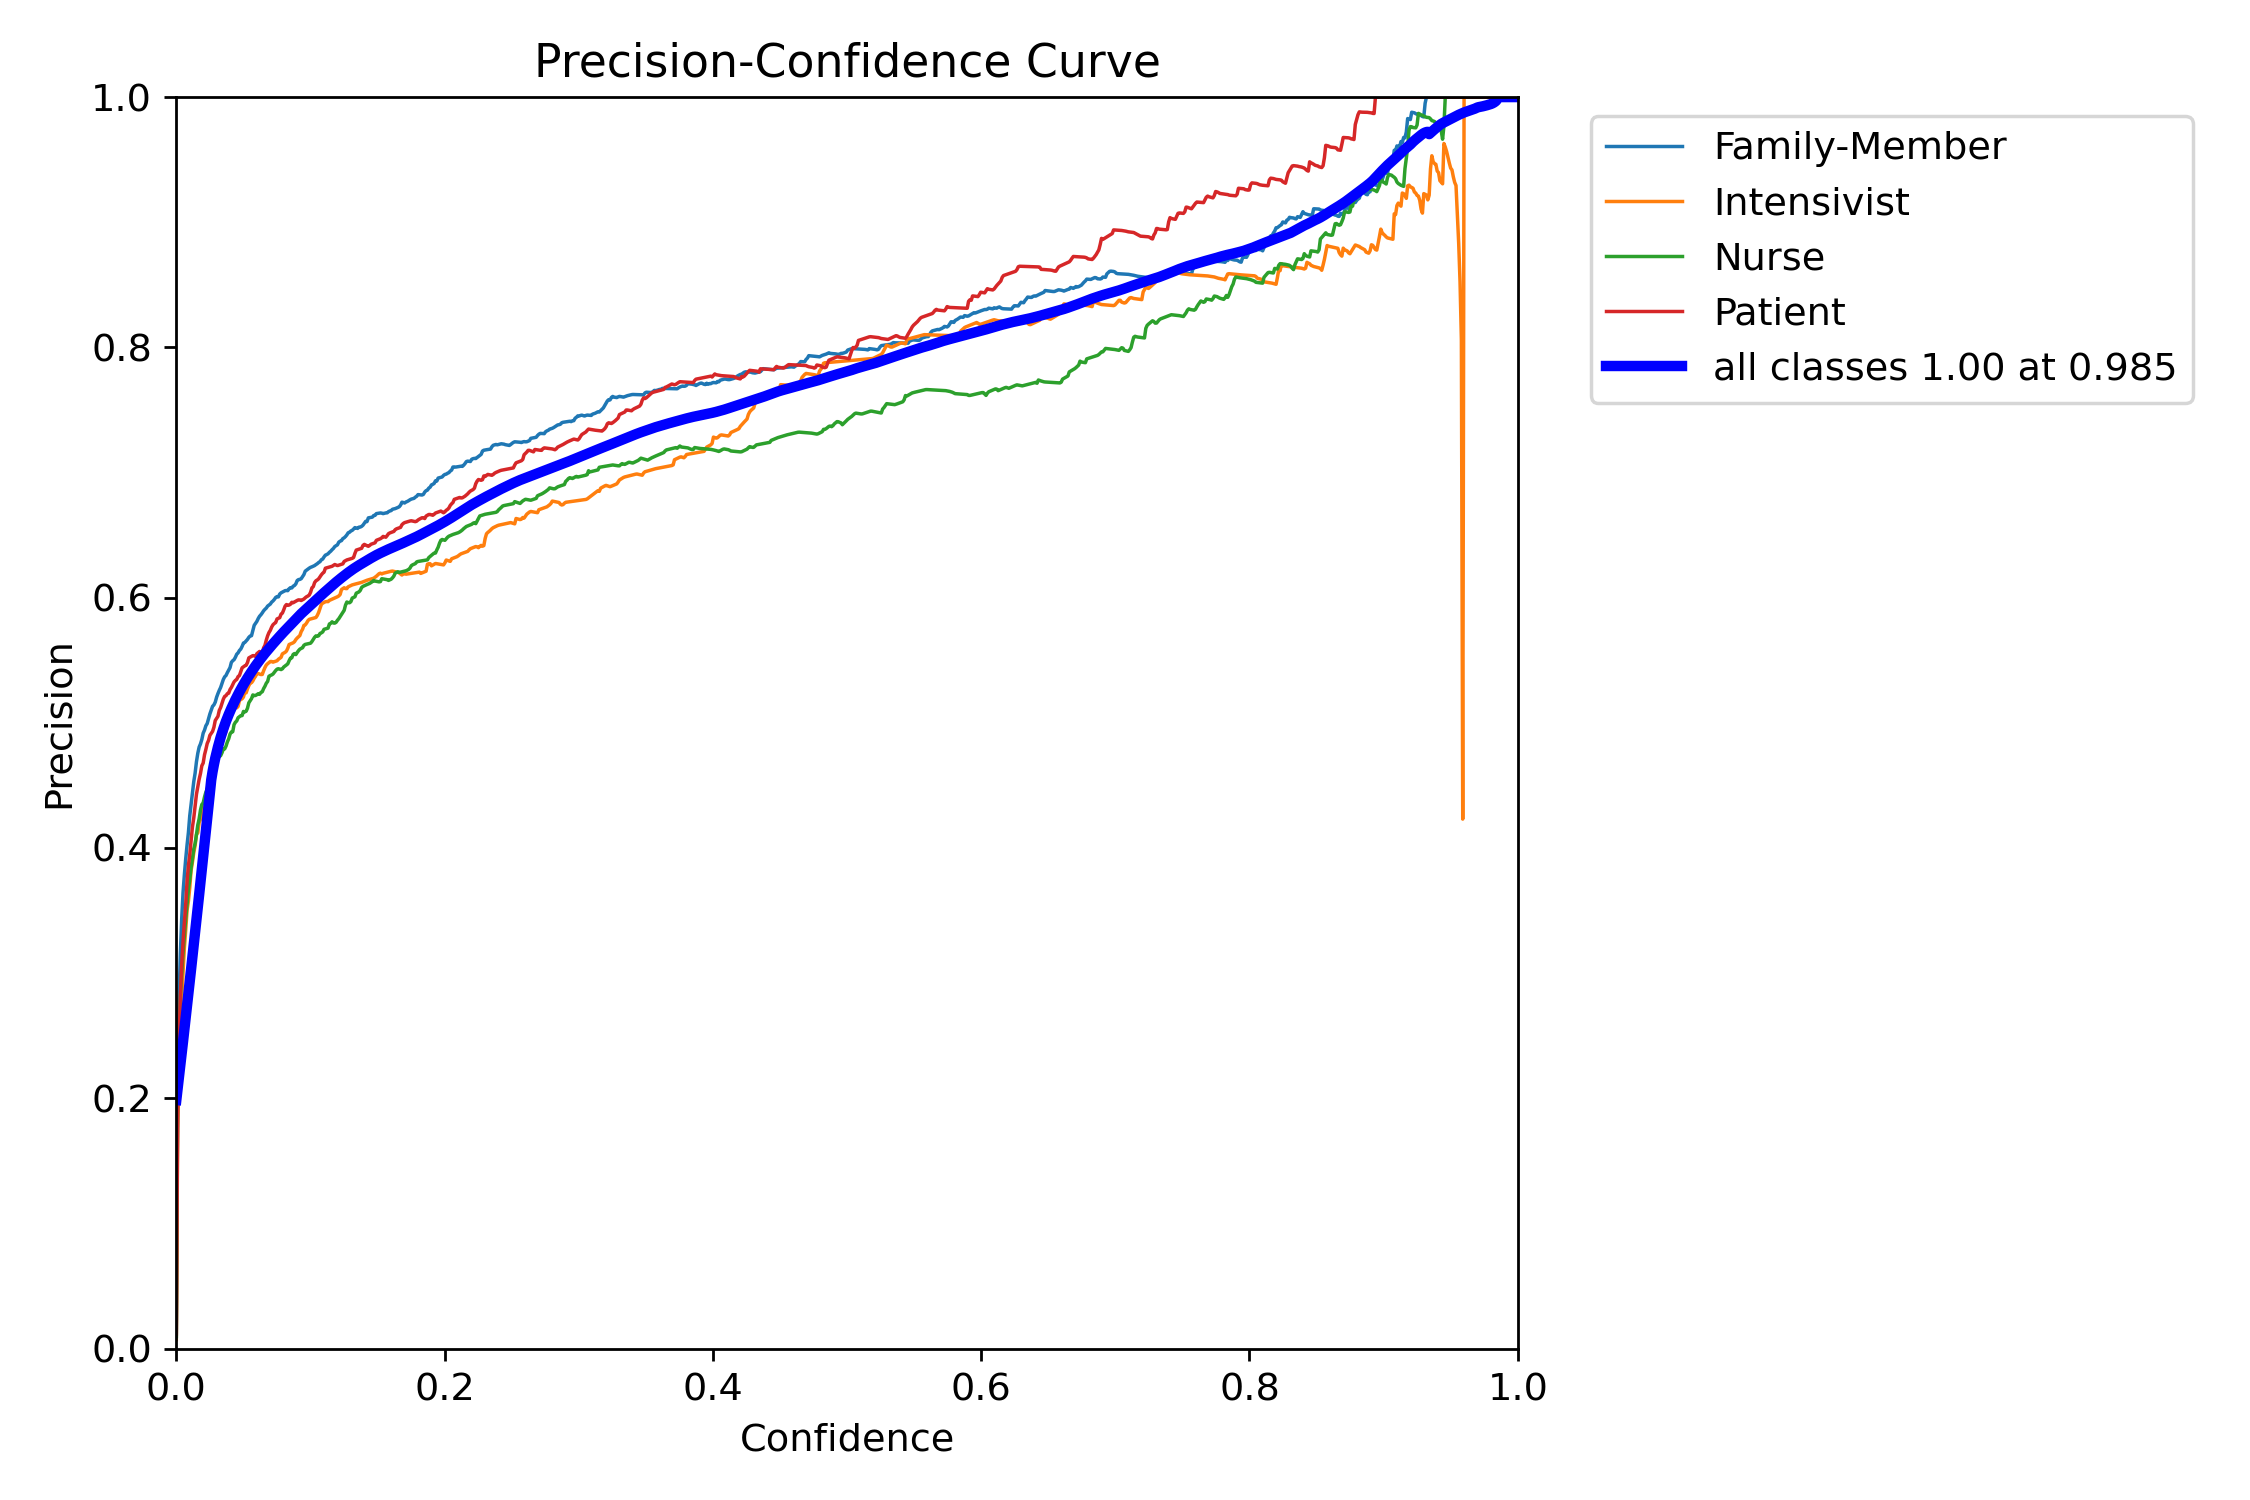 Precision-Confidence Curve
1.0
0.8
0.6
0.4
0.2
0.0
Precision
0.0 0.2 0.4 0.6 0.8 1.0
Confidence
Family-Member
Intensivist
Nurse
Patient
all classes 1.00 at 0.985